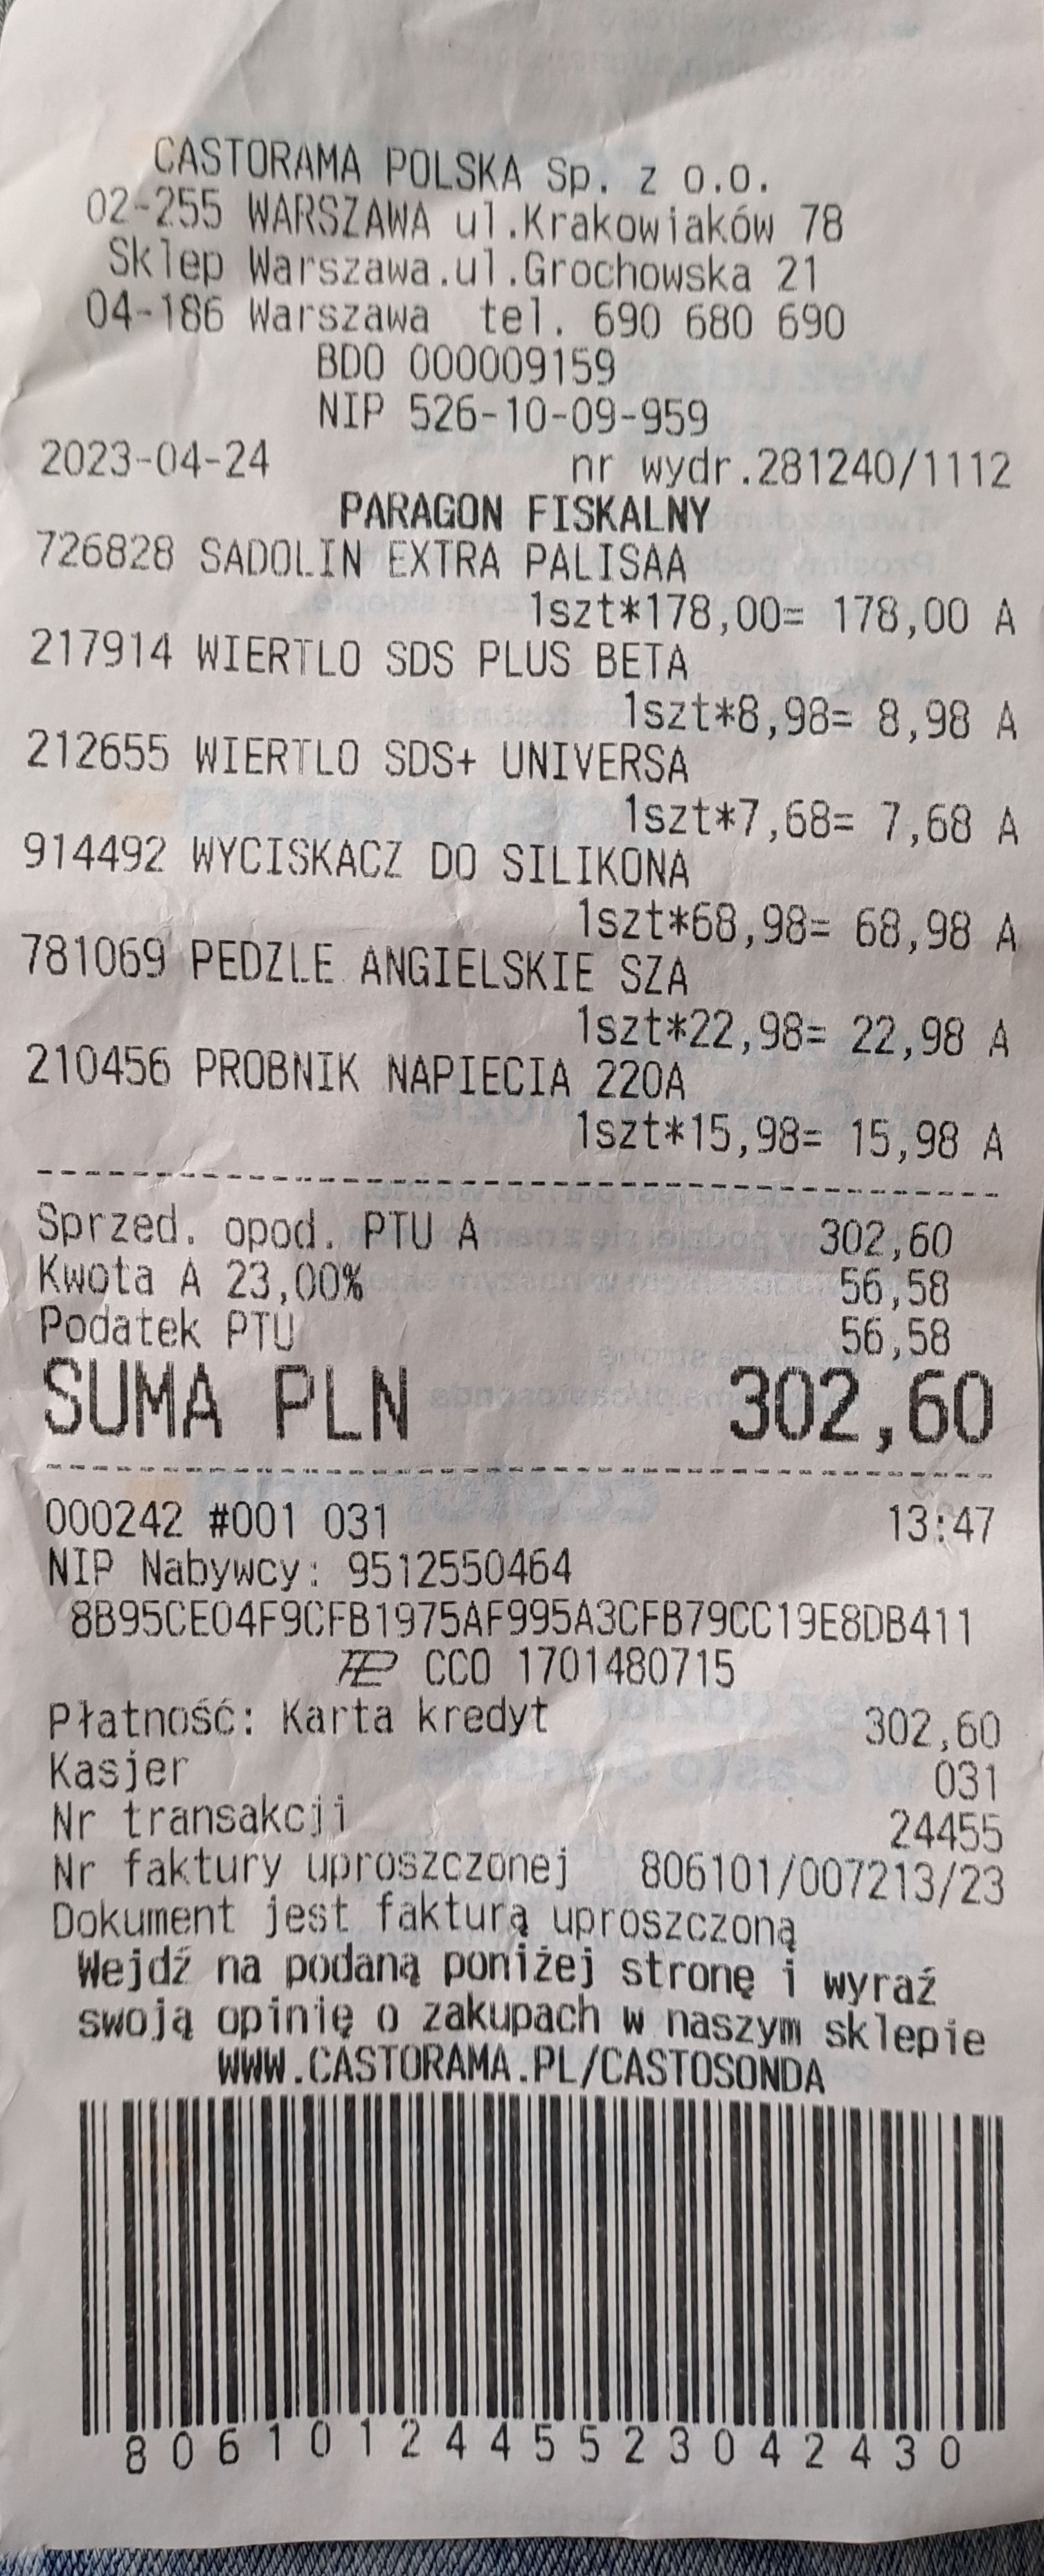 CASTORAMA POLSKA Sp. z o.o.
02-255 WARSZAWA ul.Krakowiaków 78
Sklep Warszawa.ul.Grochowska 21
04-186 Warszawa tel. 690 680 690
BDO 000009159
NIP 526-10-09-959
2023-04-24 nr wydr.281240/1112
PARAGON FISKALNY
726828 SADOLIN EXTRA PALISAA
1szt*178,00= 178,00 A
217914 WIERTLO SDS PLUS BETA
1szt*8,98= 8,98 A
212655 WIERTLO SDS+ UNIVERSA
1szt*7,68= 7,68 A
914492 WYCISKACZ DO SILIKONA
1szt*68,98= 68,98 A
781069 PEDZLE ANGIELSKIE SZA
1szt*22,98= 22,98 A
210456 PROBNIK NAPIECIA 220A
1szt*15,98= 15,98 A
Sprzed. opod. PTU A 302,60
Kwota A 23,00% 56,58
Podatek PTU 56,58
SUMA PLN 302,60
000242 #001 031 13:47
NIP Nabywcy: 9512550464
8B95CE04F9CFB1975AF995A3CFB79CC19E8DB411
CCO 1701480715
Płatność: Karta kredyt 302,60
Kasjer 031
Nr transakcji 24455
Nr faktury uproszczonej 806101/007213/23
Dokument jest fakturą uproszczoną
Wejdź na podaną poniżej stronę i wyraź
swoją opinię o zakupach w naszym sklepie
WWW.CASTORAMA.PL/CASTOSONDA
8061012445523042430